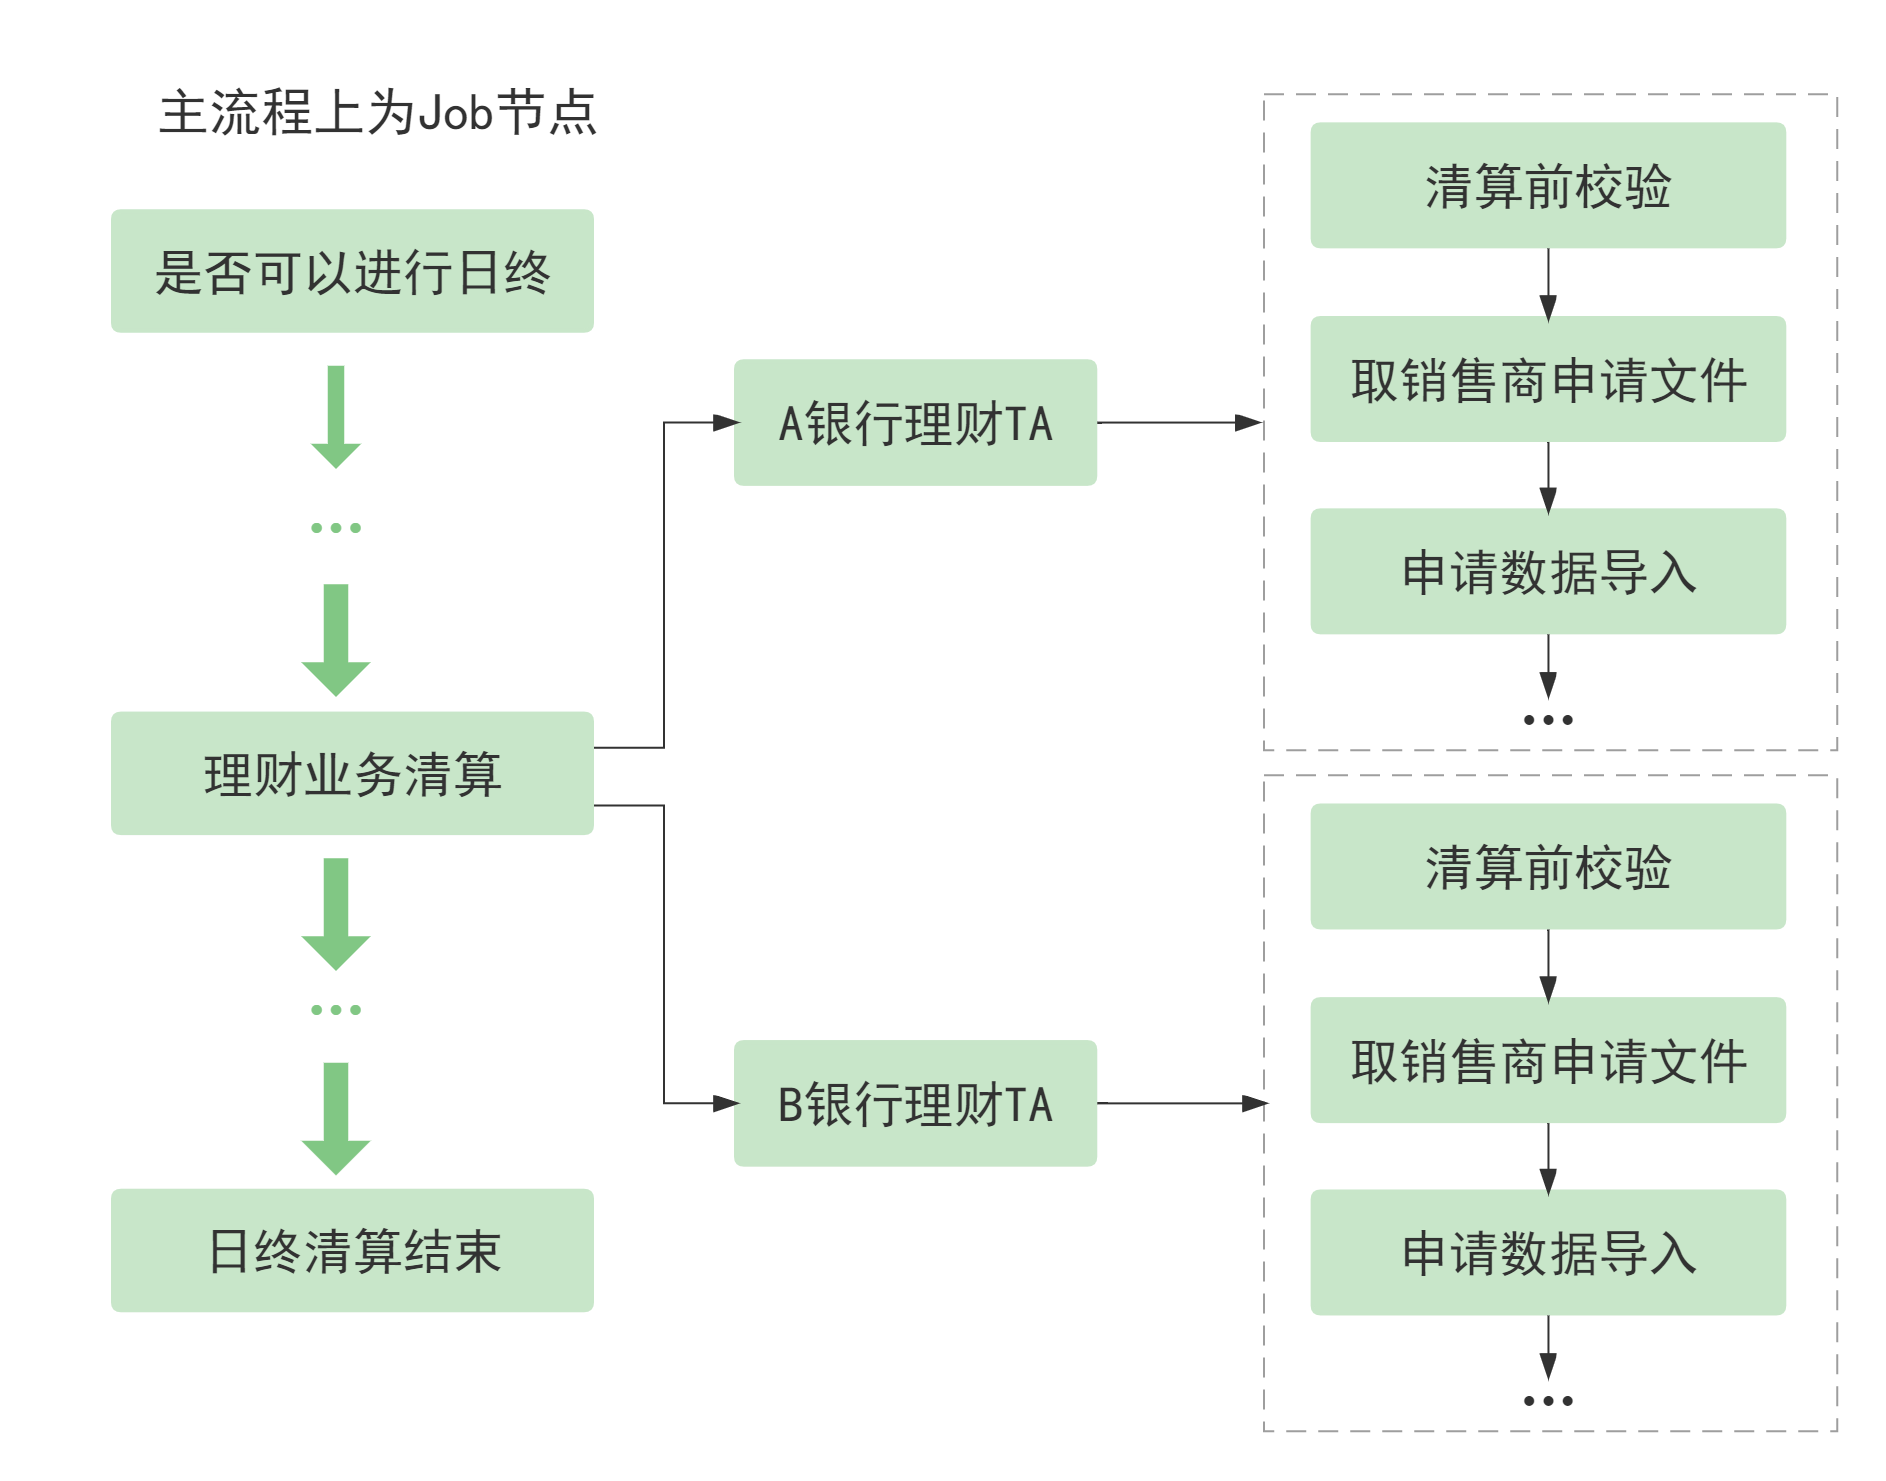 主流程上为Job节点
是否可以进行日终
...
理财业务清算
...
日终清算结束
A银行理财TA
B银行理财TA
清算前校验
取销售商申请文件
申请数据导入
...
清算前校验
取销售商申请文件
申请数据导入
...